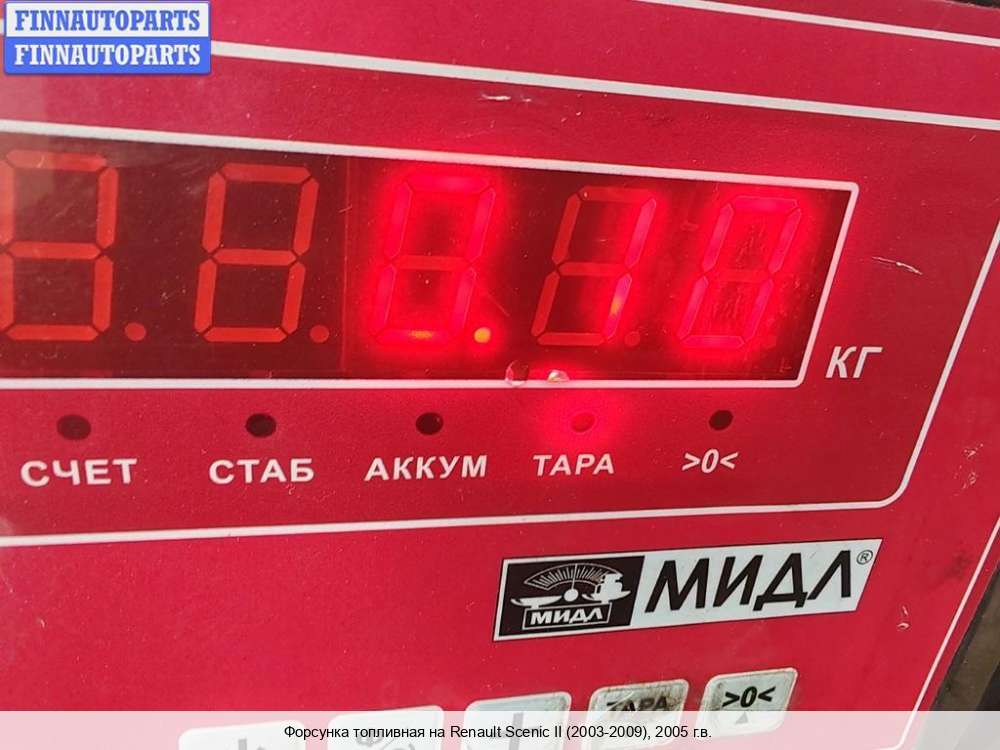 FINNAUTOPARTS
FINNAUTOPARTS
0.10
КГ
СЧЕТ СТАБ АККУМ ТАРА >0<
МИДЛ МИДЛ®
ТАРА >0<
Форсунка топливная на Renault Scenic II (2003-2009), 2005 г.в.